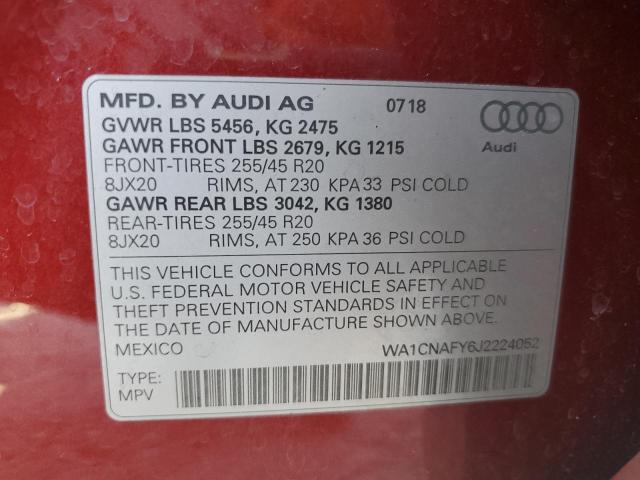 MFD. BY AUDI AG 0718
GVWR LBS 5456, KG 2475
GAWR FRONT LBS 2679, KG 1215
Audi
FRONT-TIRES 255/45 R20
8JX20 RIMS, AT 230 KPA 33 PSI COLD
GAWR REAR LBS 3042, KG 1380
REAR-TIRES 255/45 R20
8JX20 RIMS, AT 250 KPA 36 PSI COLD
THIS VEHICLE CONFORMS TO ALL APPLICABLE
U.S. FEDERAL MOTOR VEHICLE SAFETY AND
THEFT PREVENTION STANDARDS IN EFFECT ON
THE DATE OF MANUFACTURE SHOWN ABOVE.
MEXICO WA1CNAFY6J2224052
TYPE:
MPV